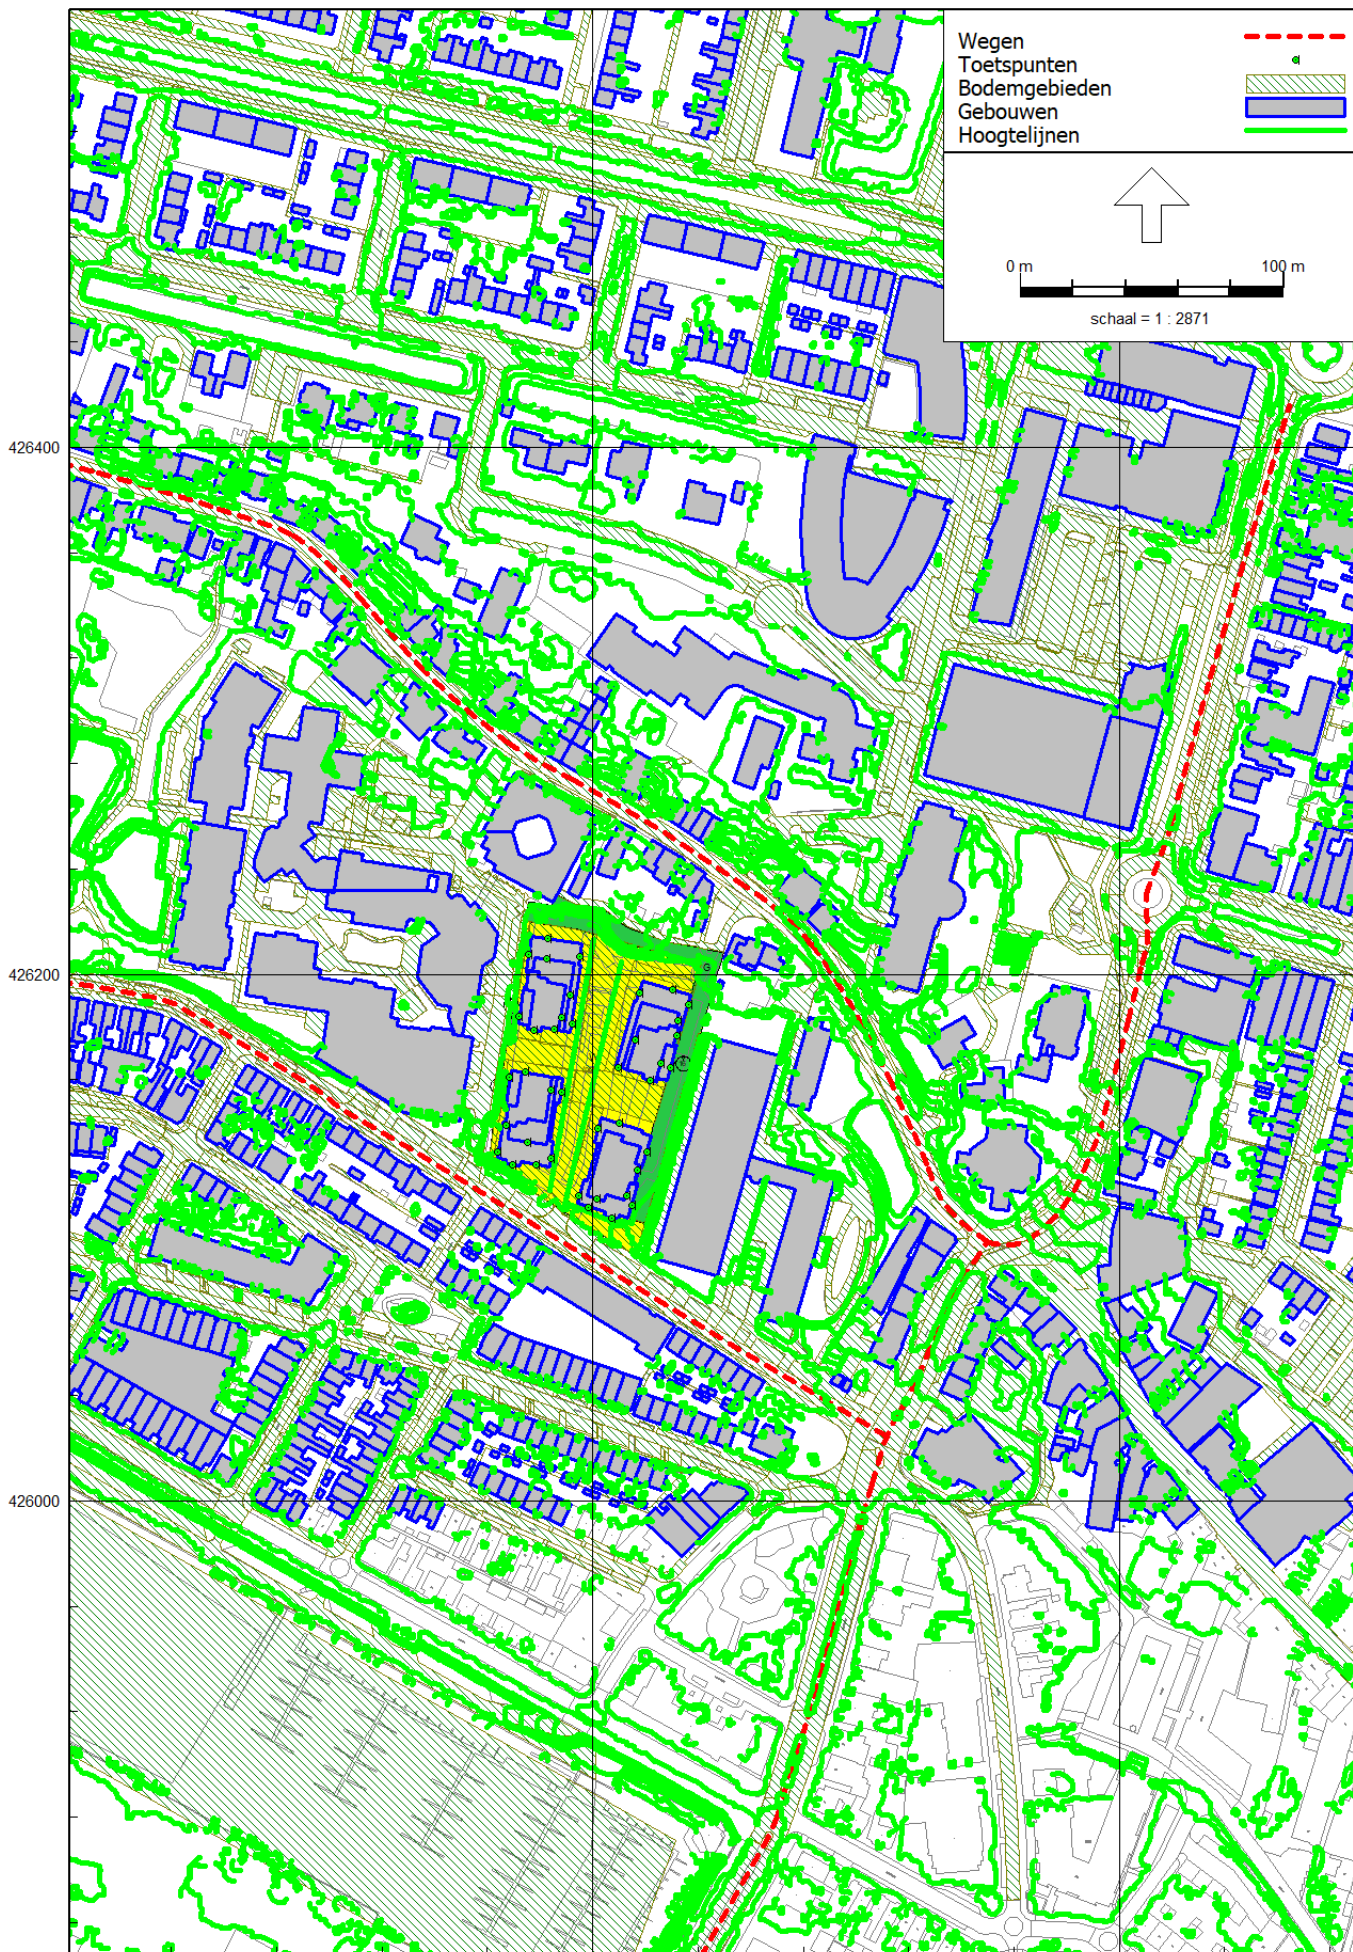 Wegen
Toetspunten
Bodemgebieden
Gebouwen
Hoogtelijnen
0 m 100 m
schaal = 1 : 2871
426400
426200
426000